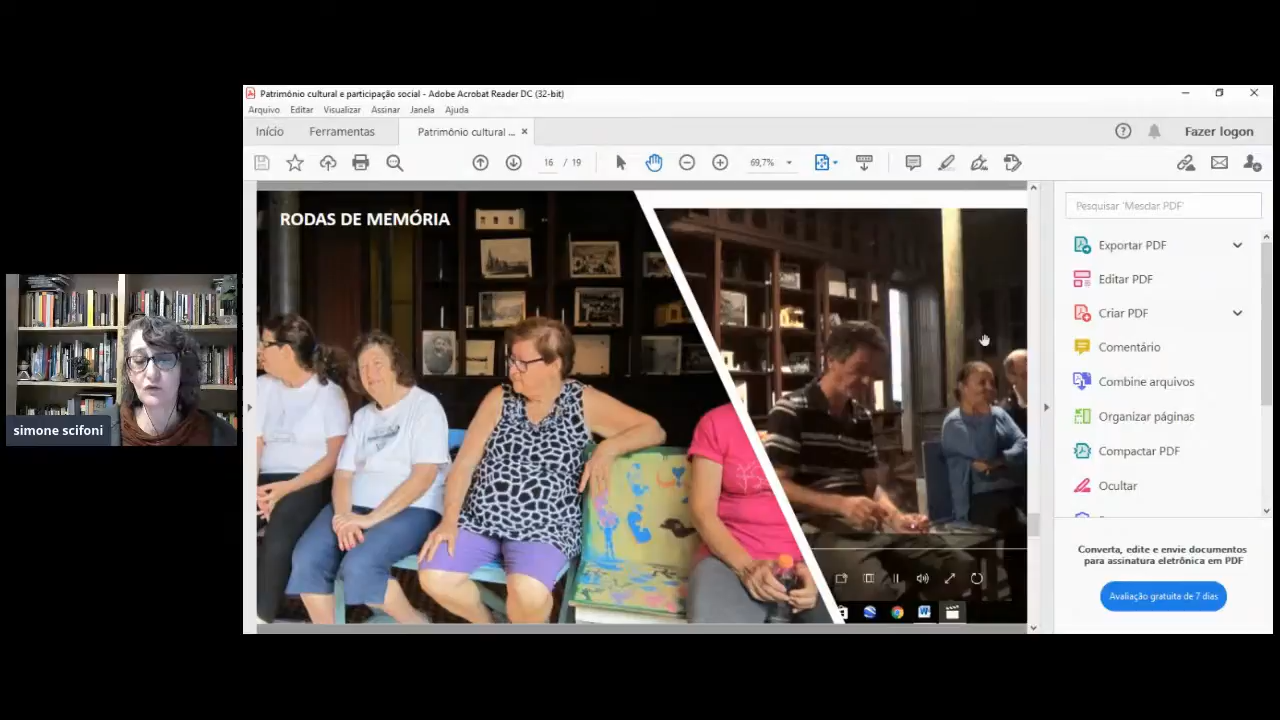 Patrimônio cultural e participação social - Adobe Acrobat Reader DC (32-bit)
Arquivo Editar Visualizar Assinar Janela Ajuda
Início Ferramentas Patrimônio cultural ... × Fazer logon
16 / 19 69,7%
RODAS DE MEMÓRIA
simone scifoni
Pesquisar 'Mesclar PDF'
Exportar PDF
Editar PDF
Criar PDF
Comentário
Combine arquivos
Organizar páginas
Compactar PDF
Ocultar
Converta, edite e envie documentos
para assinatura eletrônica em PDF
Avaliação gratuita de 7 dias